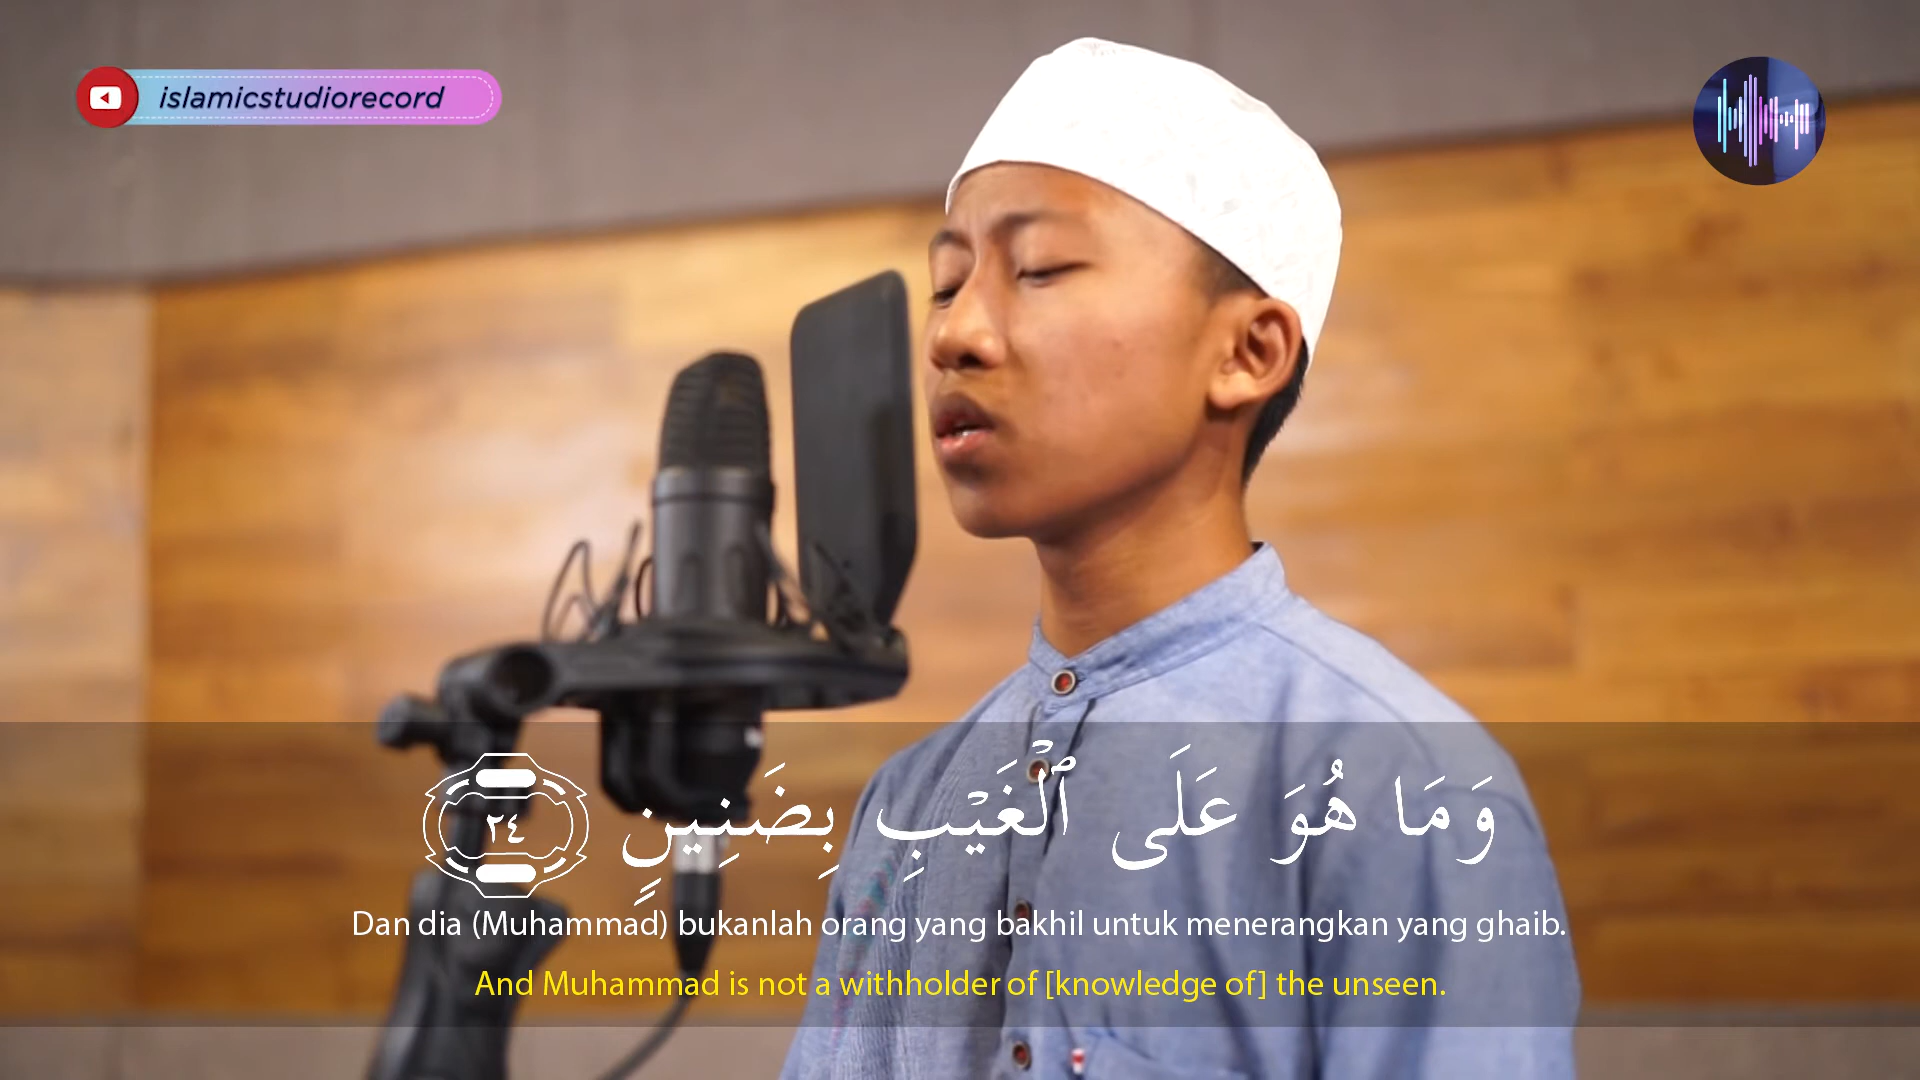 islamicstudiorecord
وَمَا هُوَ عَلَى ٱلْغَيْبِ بِضَنِينٍ ٢٤
Dan dia (Muhammad) bukanlah orang yang bakhil untuk menerangkan yang ghaib.
And Muhammad is not a withholder of [knowledge of] the unseen.